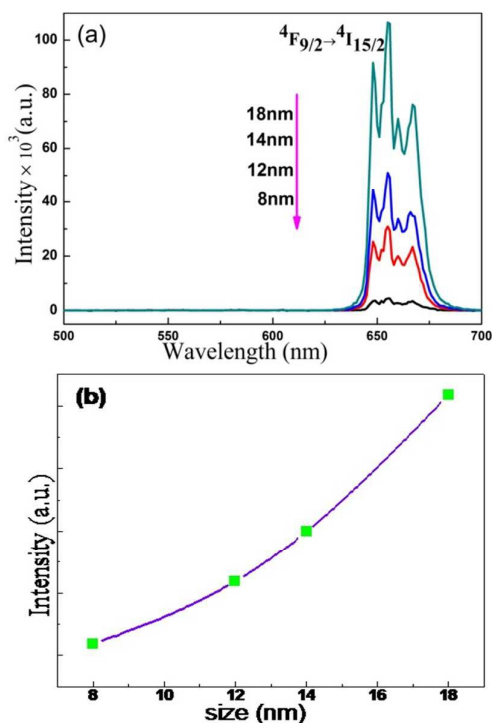 (a)
⁴F₉/₂→⁴I₁₅/₂
18nm
14nm
12nm
8nm
Intensity × 10³(a.u.)
100
80
60
40
20
0
500 550 600 650 700
Wavelength (nm)
(b)
Intensity (a.u.)
8 10 12 14 16 18
size (nm)